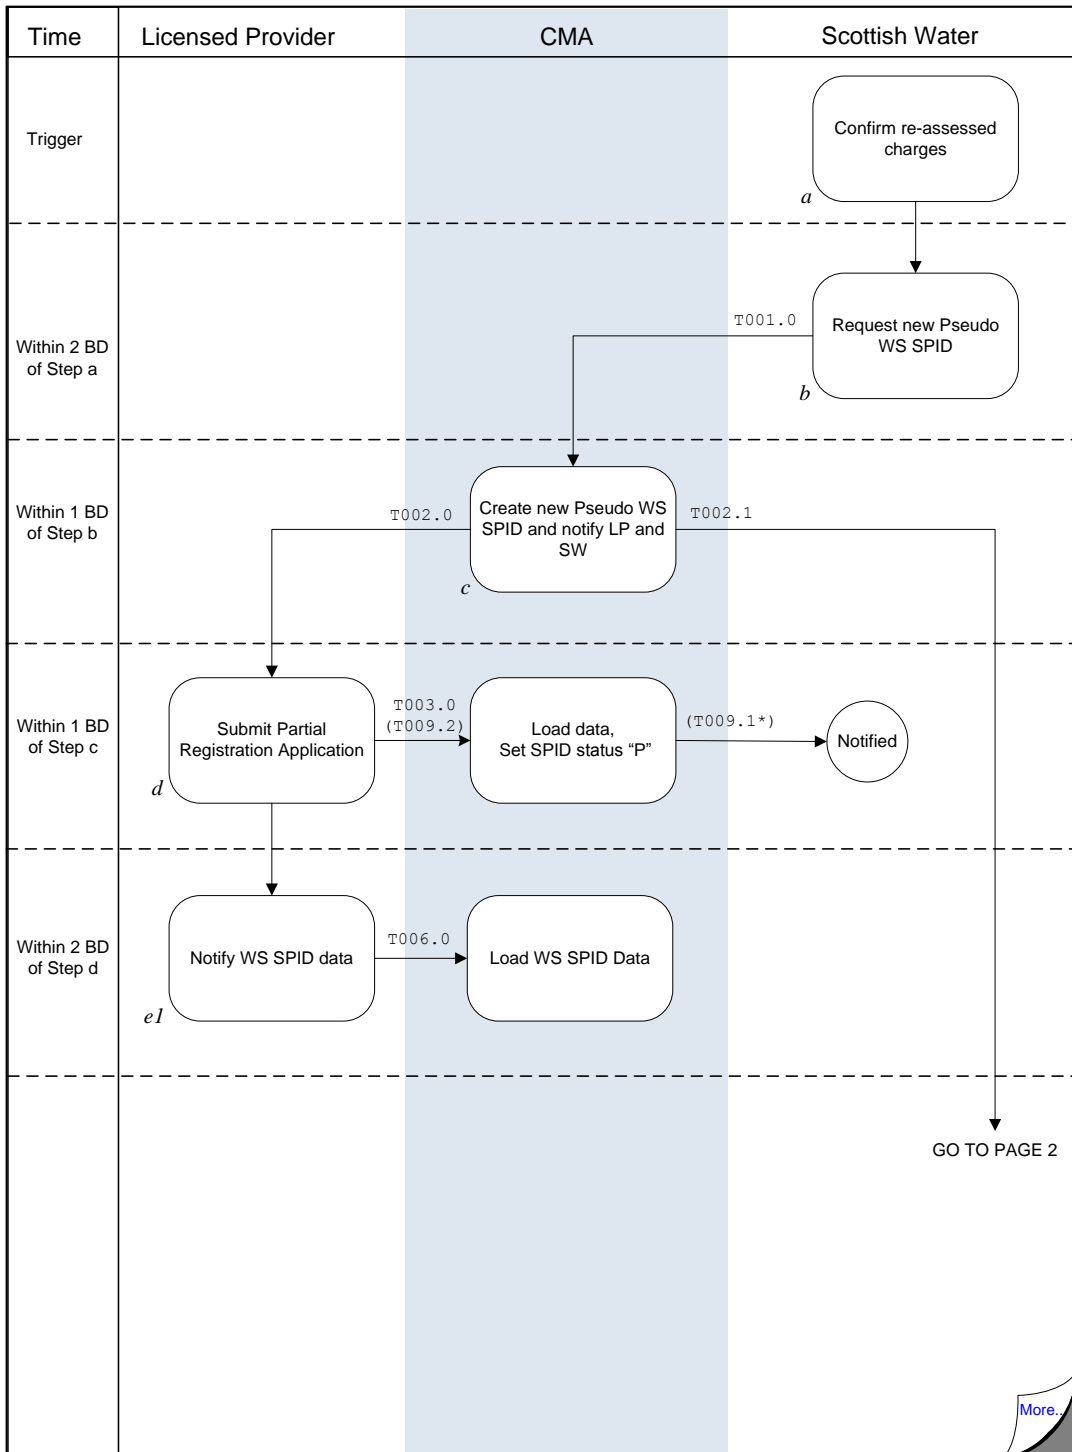 Time
Licensed Provider
CMA
Scottish Water
Trigger
Confirm re-assessed
charges
a
Within 2 BD
of Step a
T001.0
Request new Pseudo
WS SPID
b
Within 1 BD
of Step b
T002.0
Create new Pseudo WS
SPID and notify LP and
SW
T002.1
c
Within 1 BD
of Step c
Submit Partial
Registration Application
T003.0
(T009.2)
Load data,
Set SPID status “P”
(T009.1*)
Notified
d
Within 2 BD
of Step d
Notify WS SPID data
T006.0
Load WS SPID Data
e1
GO TO PAGE 2
More..